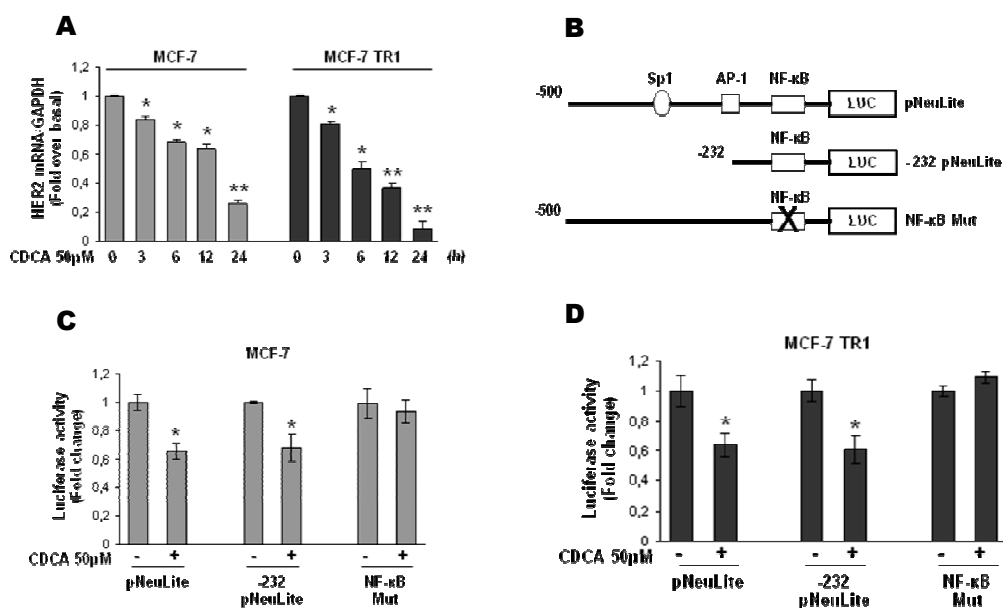 A
MCF-7
MCF-7 TR1
HER2 mRNA:GAPDH
(Fold over basal)
1,2
1
0,8
0,6
0,4
0,2
0
* * * **
* * ** **
CDCA 50µM 0 3 6 12 24 0 3 6 12 24 (h)
B
Sp1 AP-1 NF-κB
-500 LUC pNeuLite
NF-κB
-232 LUC -232 pNeuLite
NF-κB
-500 X LUC NF-κB Mut
C
MCF-7
Luciferase activity
(Fold change)
1,2
1
0,8
0,6
0,4
0,2
0
* *
CDCA 50µM - + - + - +
pNeuLite -232 NF-κB
pNeuLite Mut
D
MCF-7 TR1
Luciferase activity
(Fold change)
1,2
1
0,8
0,6
0,4
0,2
0
* *
CDCA 50µM - + - + - +
pNeuLite -232 NF-κB
pNeuLite Mut